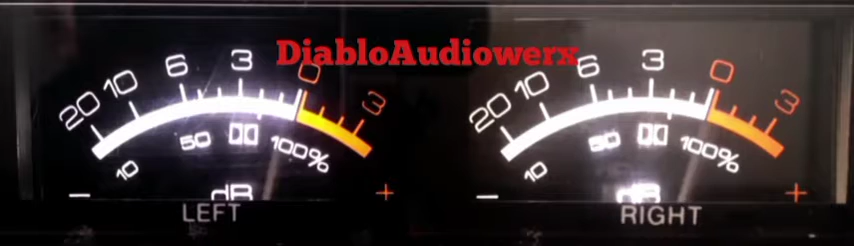 DiabloAudiowerx
20 10 6 3 0 3
10 50 100%
- dB +
LEFT
20 10 6 3 0 3
10 50 100%
- dB +
RIGHT